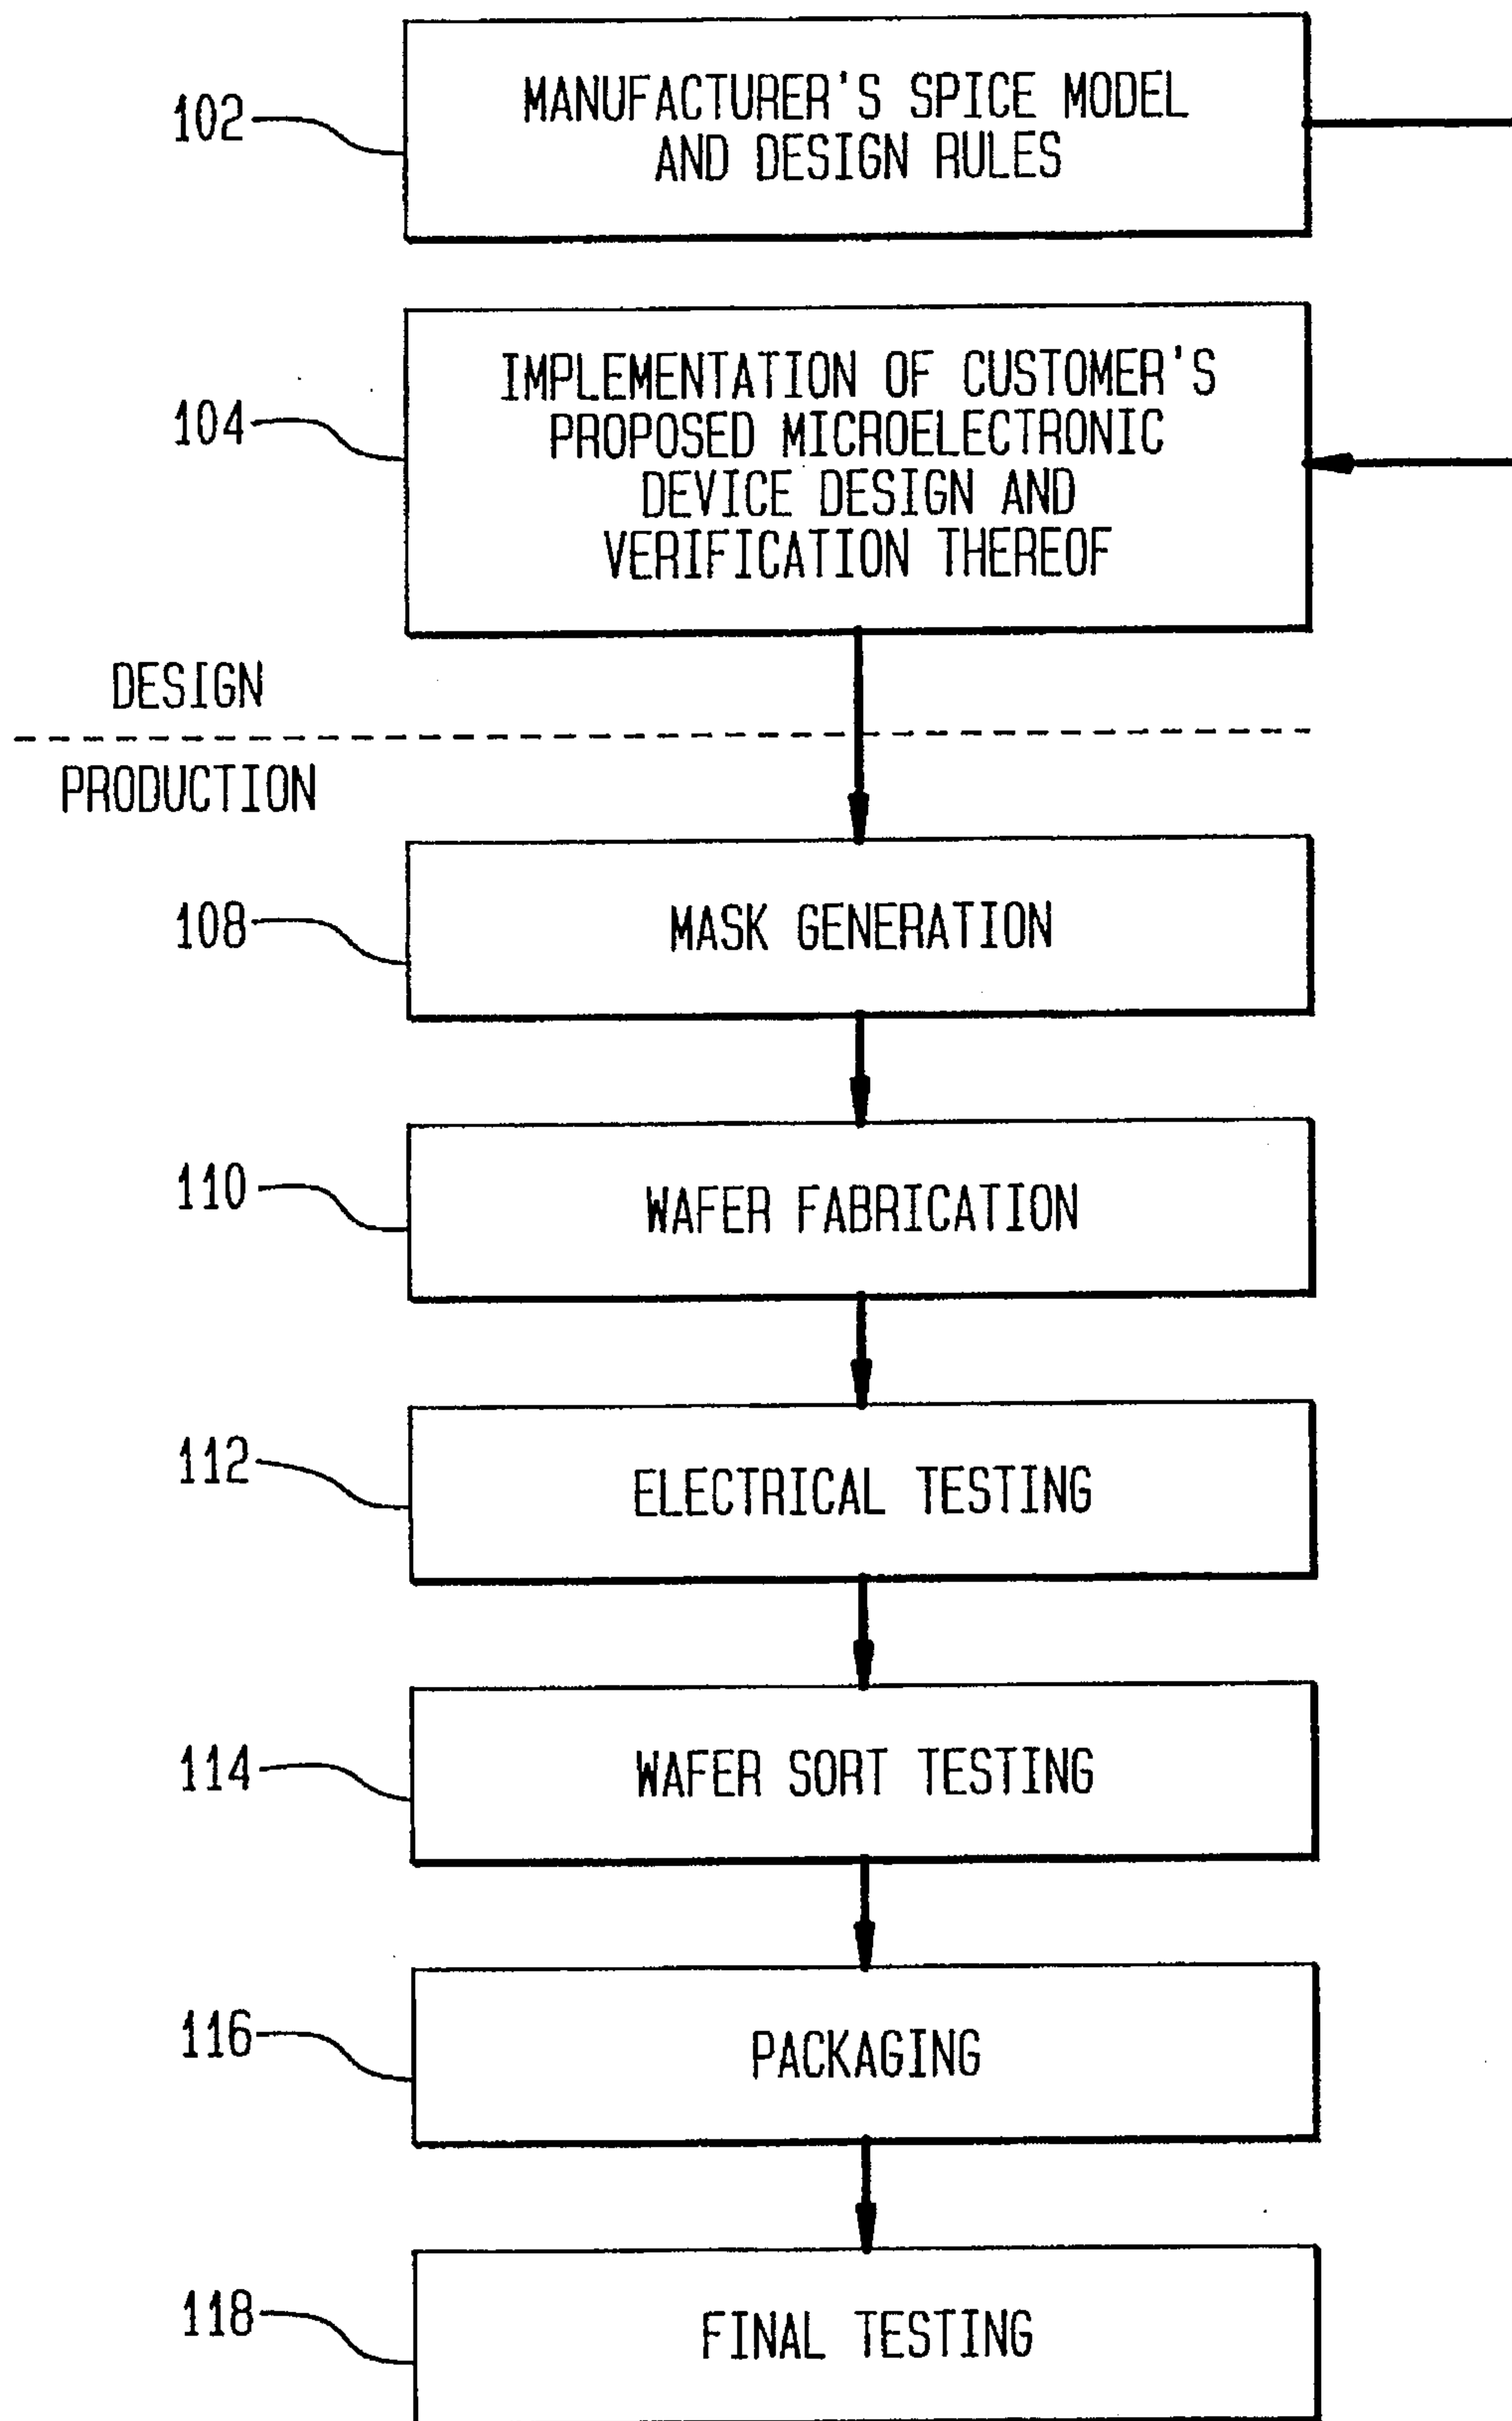 102
MANUFACTURER'S SPICE MODEL
AND DESIGN RULES
104
IMPLEMENTATION OF CUSTOMER'S
PROPOSED MICROELECTRONIC
DEVICE DESIGN AND
VERIFICATION THEREOF
DESIGN
PRODUCTION
108
MASK GENERATION
110
WAFER FABRICATION
112
ELECTRICAL TESTING
114
WAFER SORT TESTING
116
PACKAGING
118
FINAL TESTING